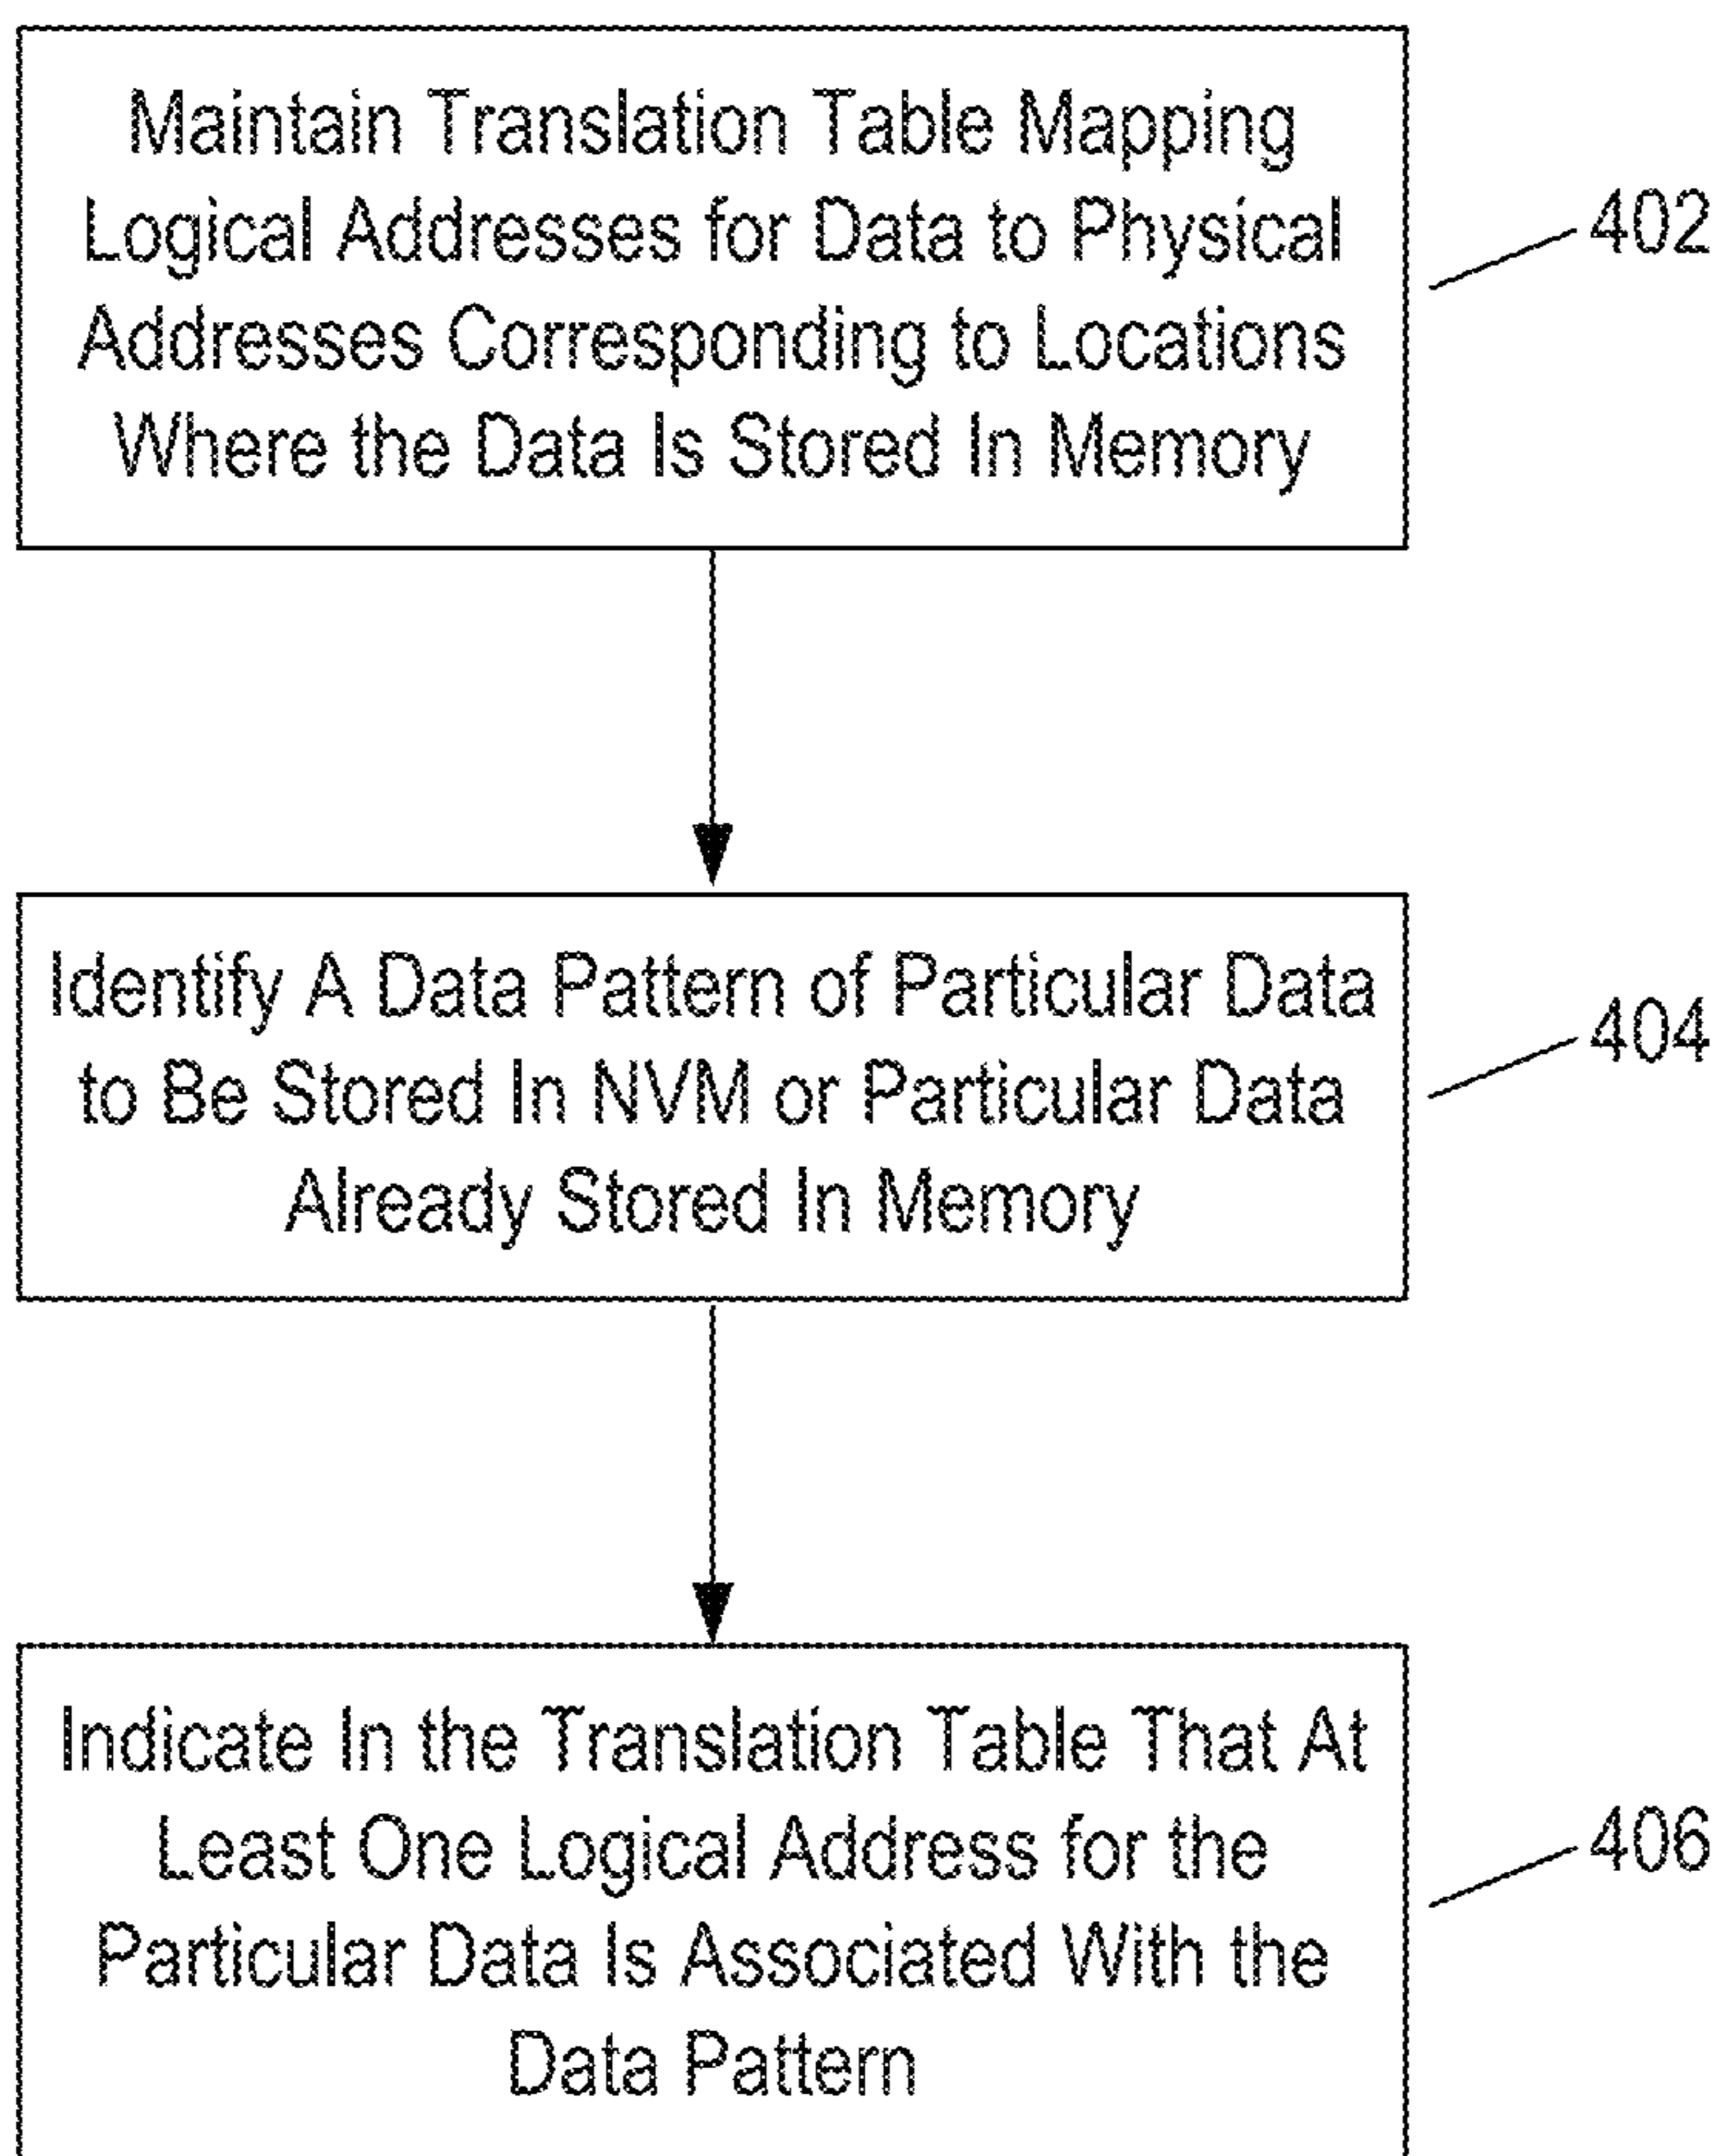 Maintain Translation Table Mapping
Logical Addresses for Data to Physical
Addresses Corresponding to Locations
Where the Data Is Stored In Memory
402
Identify A Data Pattern of Particular Data
to Be Stored In NVM or Particular Data
Already Stored In Memory
404
Indicate In the Translation Table That At
Least One Logical Address for the
Particular Data Is Associated With the
Data Pattern
406